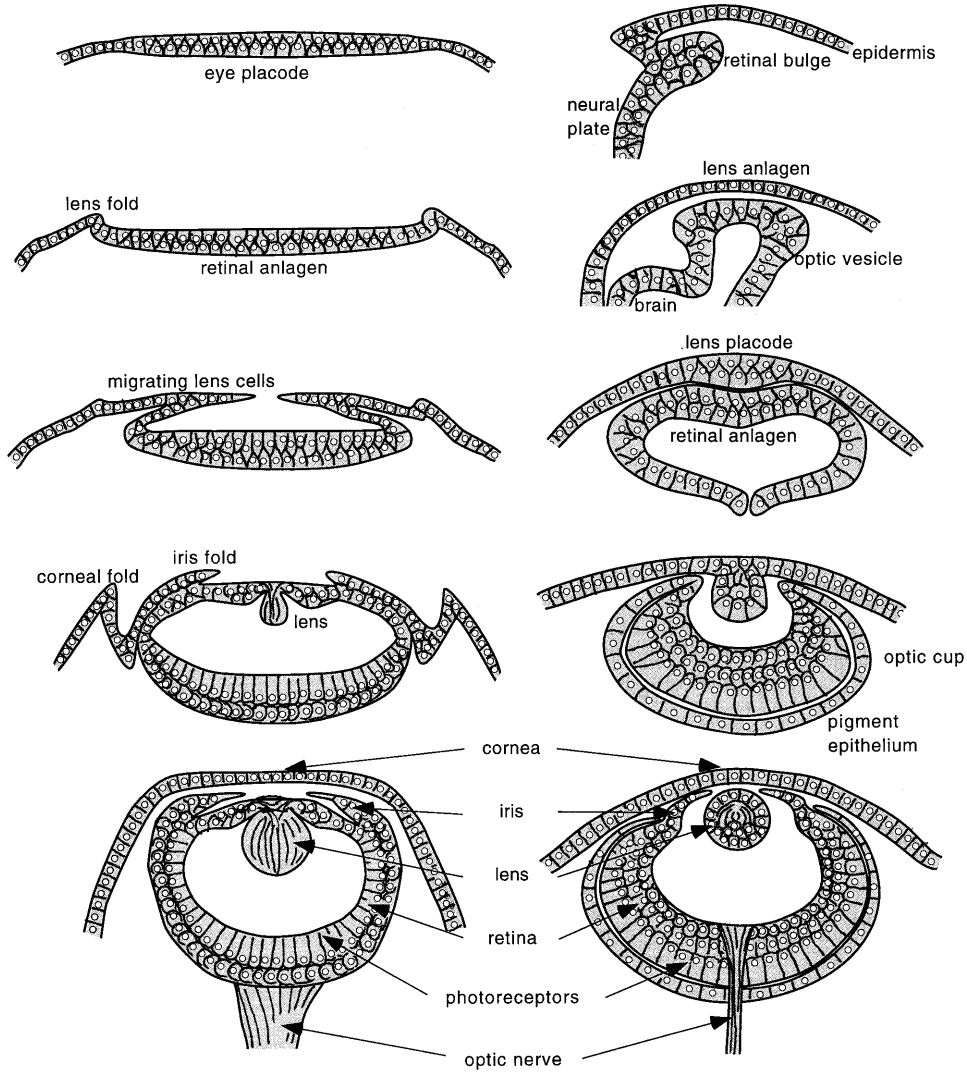 eye placode
epidermis
retinal bulge
neural
plate
lens anlagen
lens fold
retinal anlagen
optic vesicle
brain
.lens placode
migrating lens cells
retinal anlagen
iris fold
corneal fold
lens
optic cup
pigment
epithelium
cornea
iris
lens
retina
photoreceptors
optic nerve